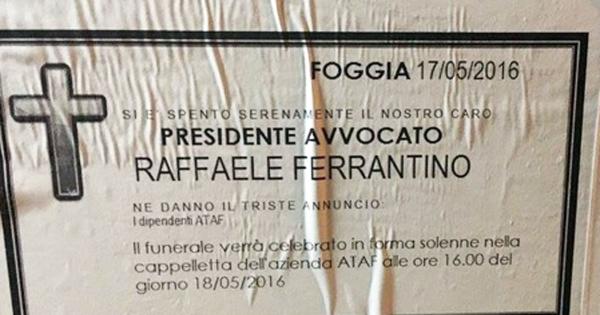 FOGGIA 17/05/2016
SI E' SPENTO SERENAMENTE IL NOSTRO CARO
PRESIDENTE AVVOCATO
RAFFAELE FERRANTINO
NE DANNO IL TRISTE ANNUNCIO:
I dipendenti ATAF
Il funerale verrà celebrato in forma solenne nella
cappelletta dell'azienda ATAF alle ore 16.00 del
giorno 18/05/2016